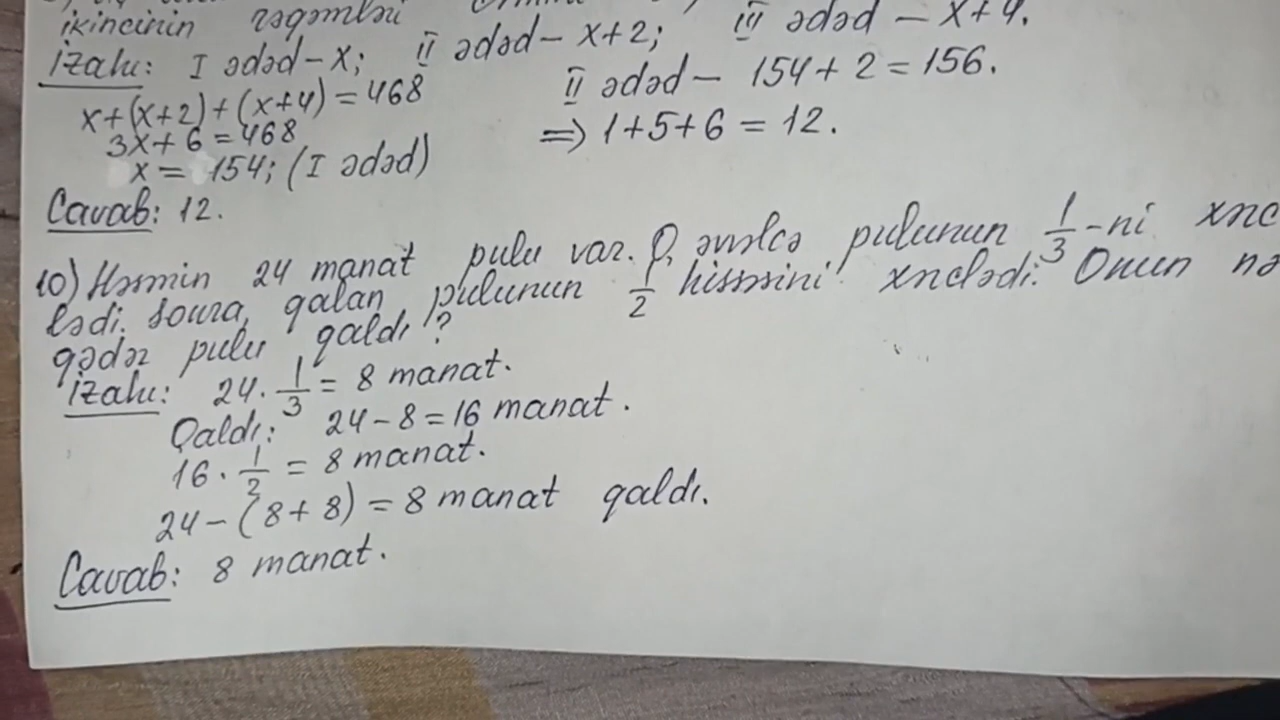 ikincinin rəqəmləri
İzahı: I ədəd – x; II ədəd – x+2; III ədəd – x+4.
x+(x+2)+(x+4)=468 II ədəd – 154+2=156.
3x+6=468 ⇒ 1+5+6=12.
x= 154; (I ədəd)
Cavab: 12.
10) Həsənin 24 manat pulu var. O, əvvəlcə pulunun 1/3-ni xərc
lədi. Sonra, qalan pulunun 1/2 hissəsini xərclədi. Onun nə
qədər pulu qaldı?
İzahı: 24 · 1/3 = 8 manat.
Qaldı: 24–8=16 manat.
16 · 1/2 = 8 manat.
24–(8+8)=8 manat qaldı.
Cavab: 8 manat.